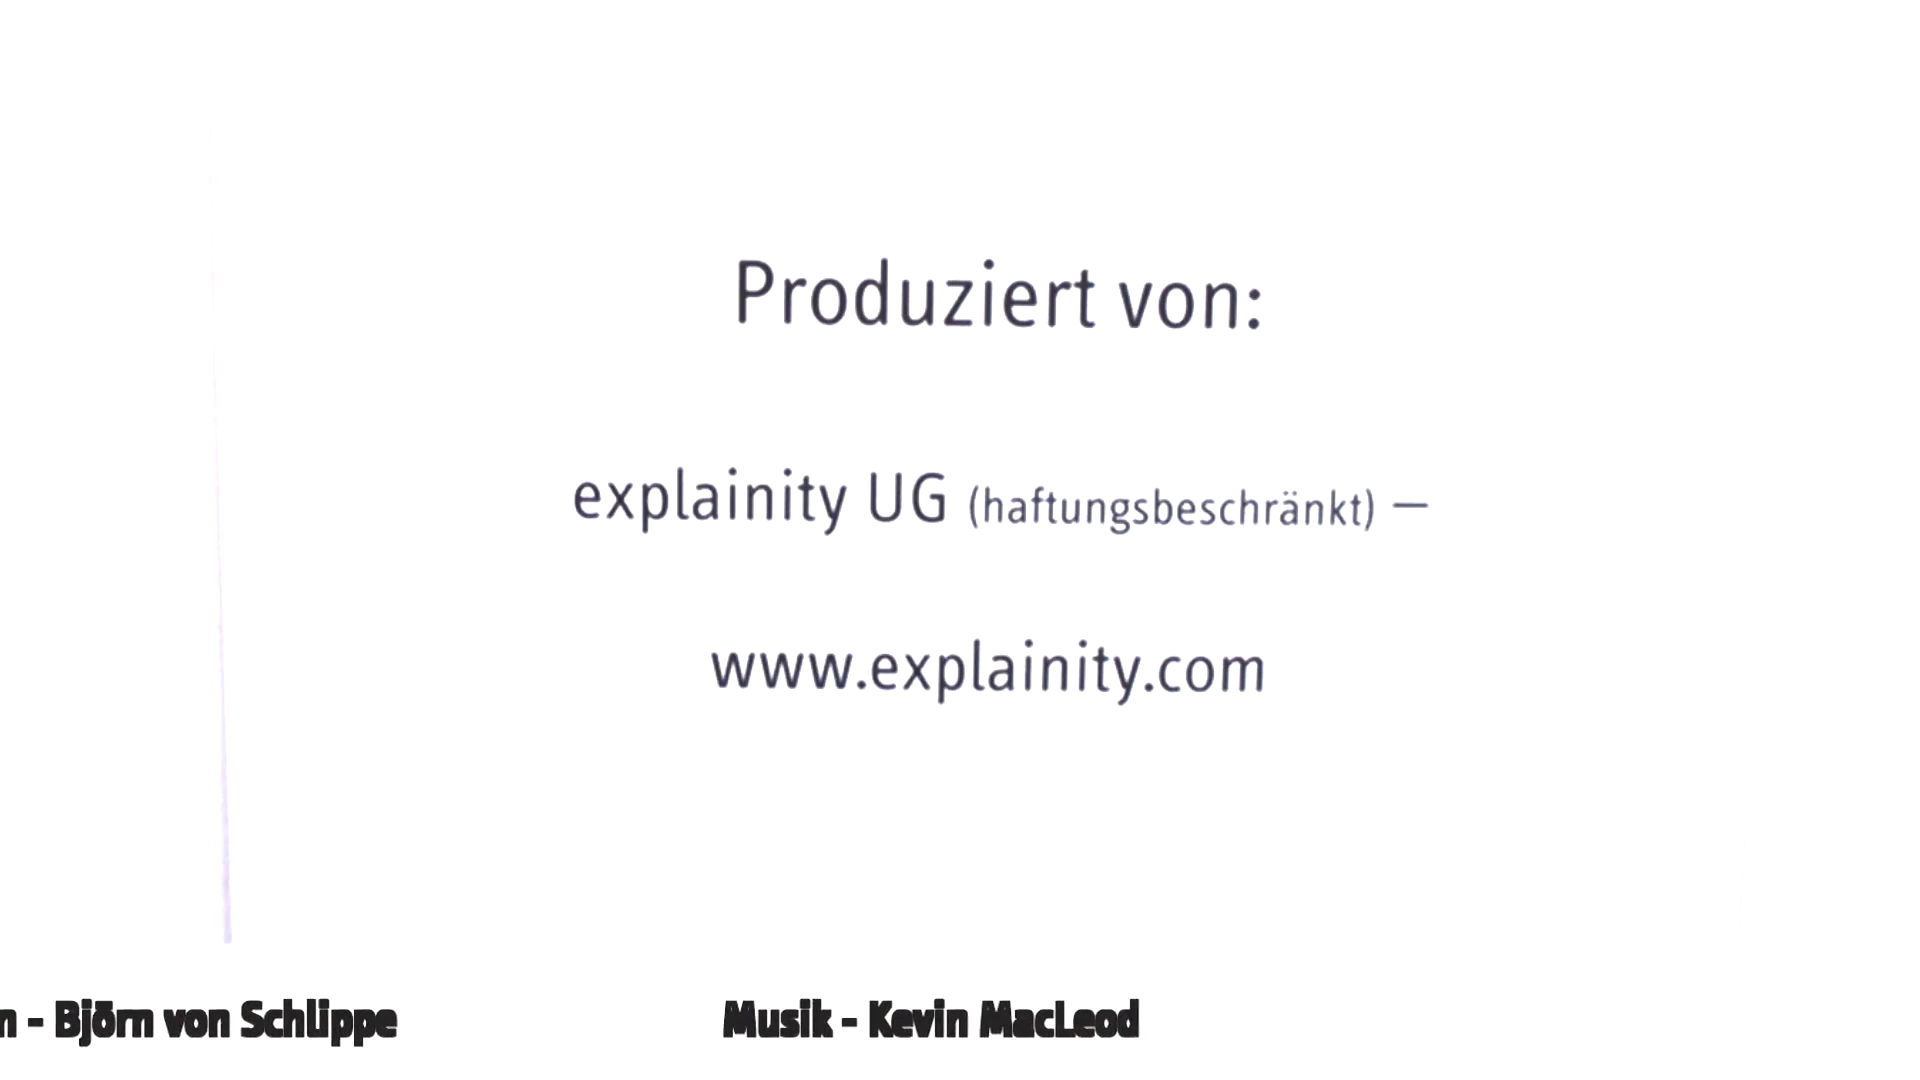 Produziert von:
explainity UG (haftungsbeschränkt) —
www.explainity.com
n - Björn von Schlippe Musik - Kevin MacLeod